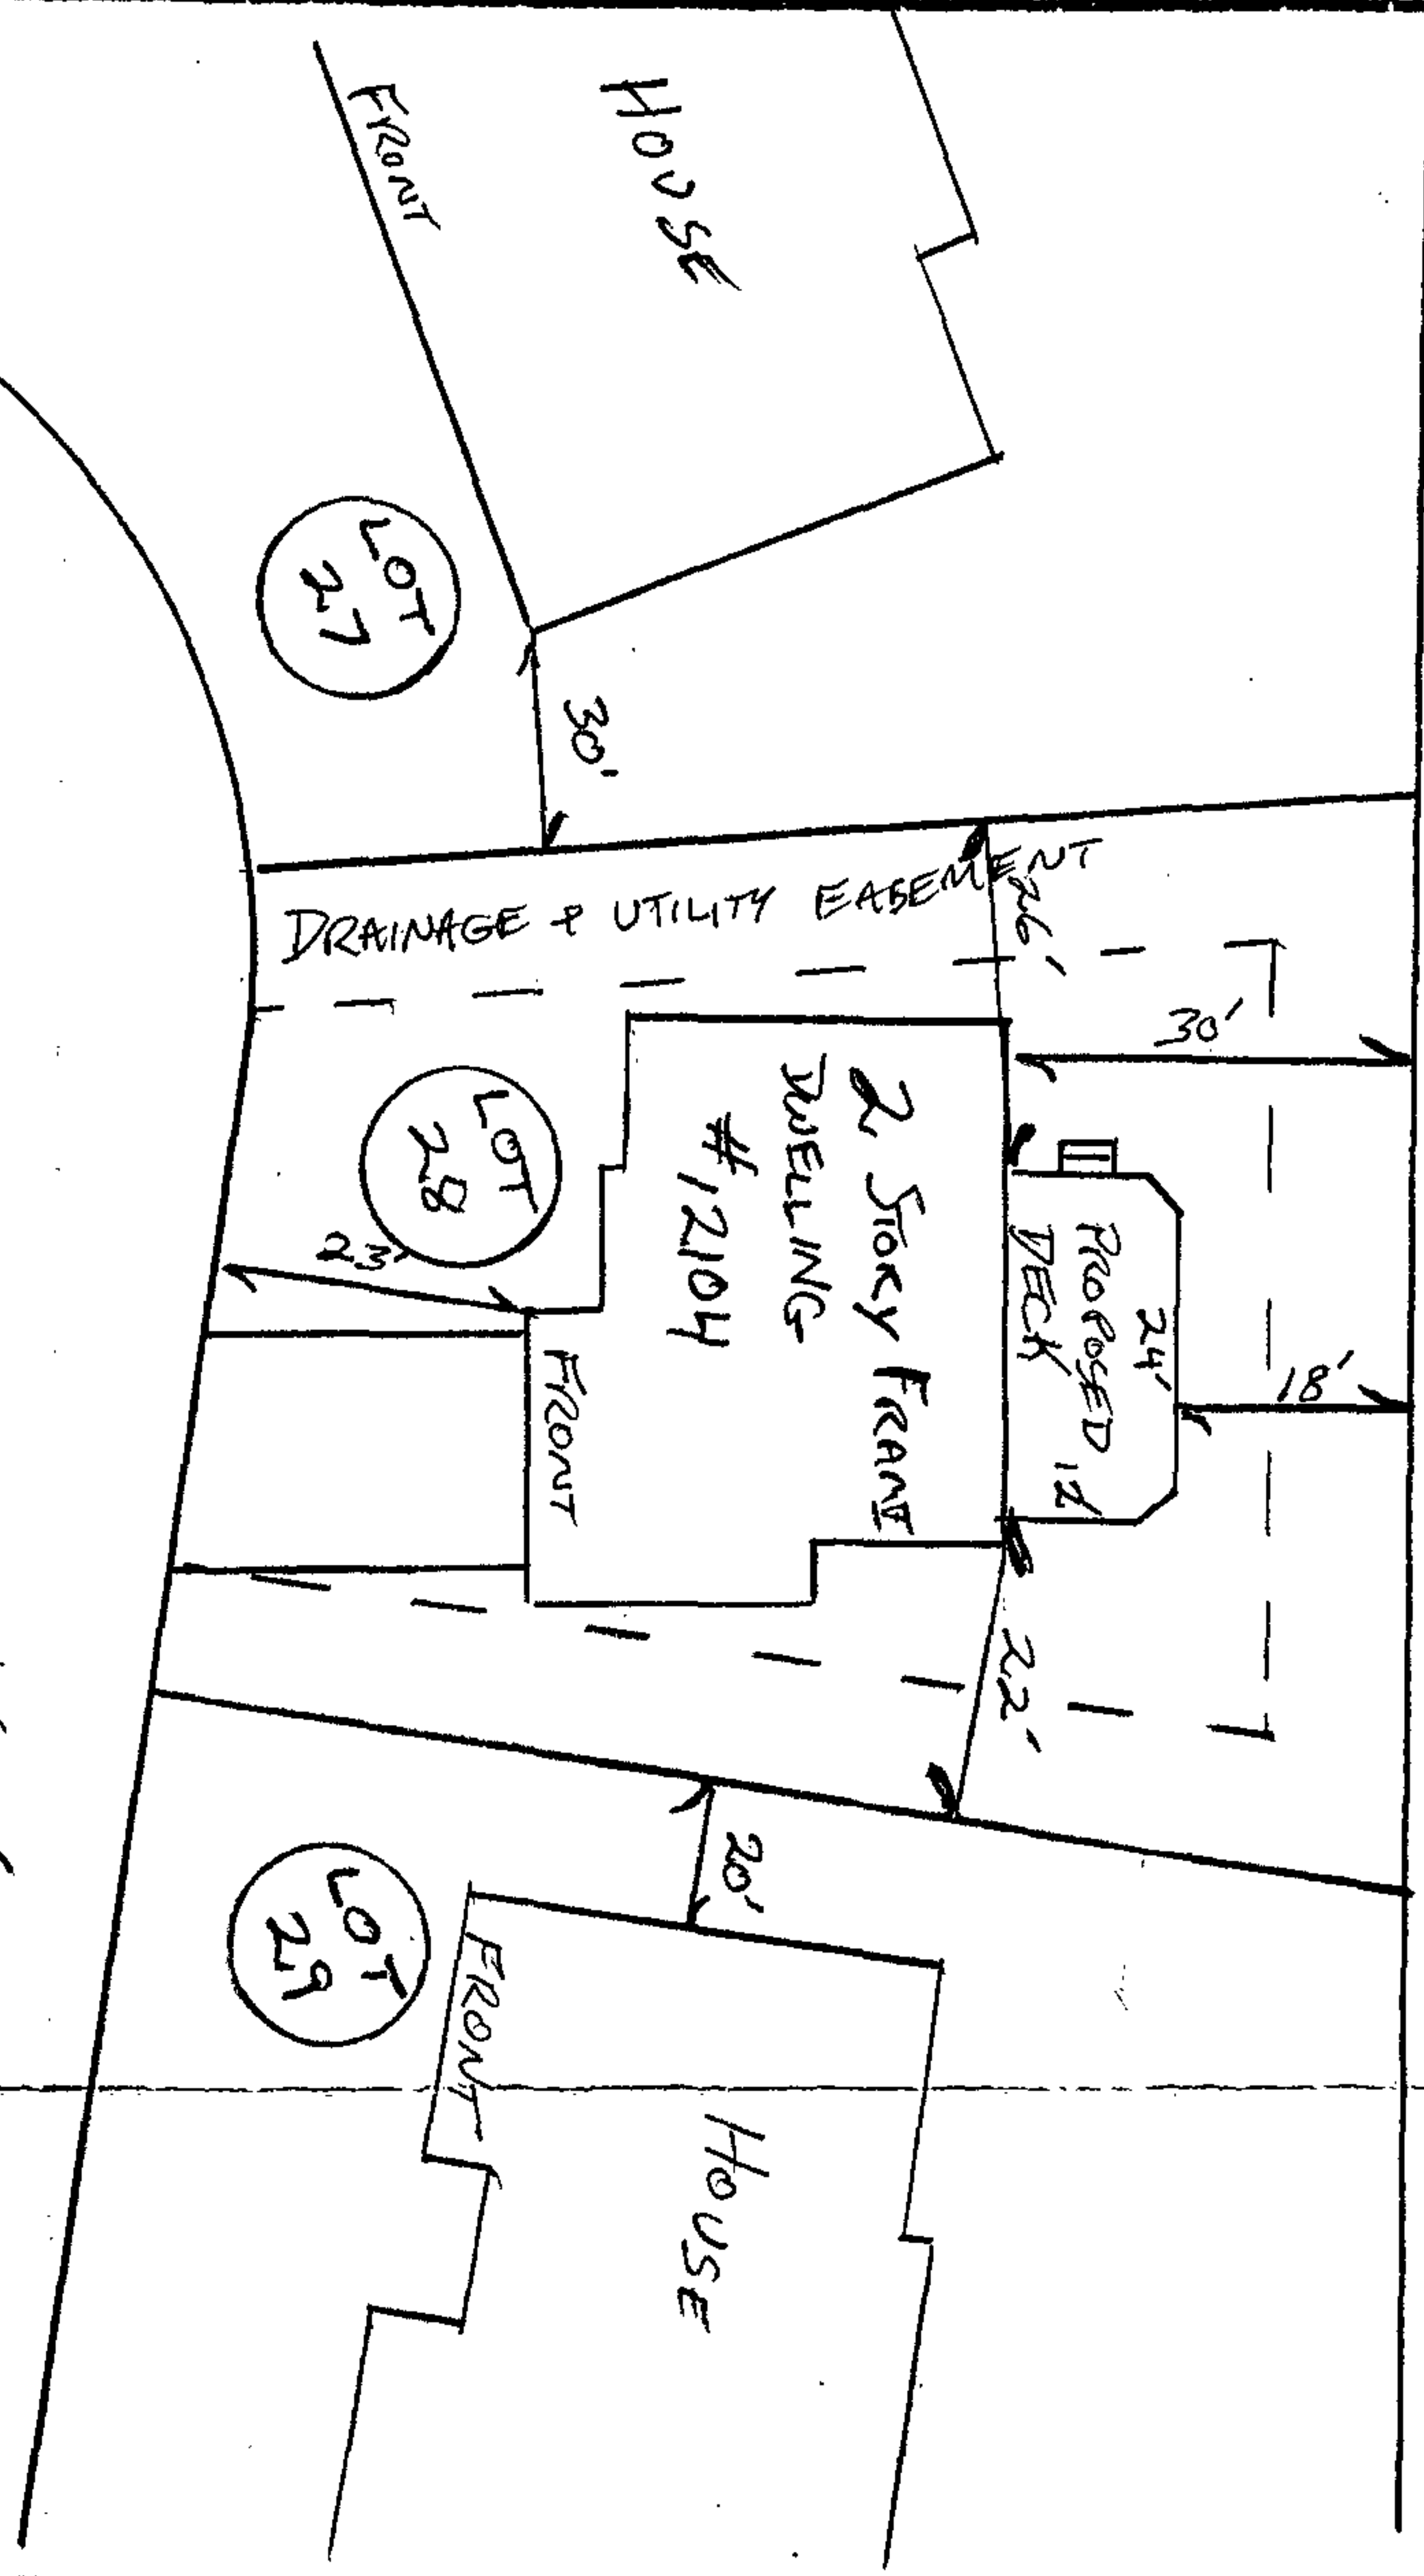 HOUSE
FRONT
LOT
27
30'
DRAINAGE & UTILITY EASEMENT
26'
30'
LOT
28
23'
2 STORY FRAME
DWELLING
#12104
FRONT
24'
PROPOSED
DECK
12'
18'
22'
20'
LOT
29
FRONT
HOUSE